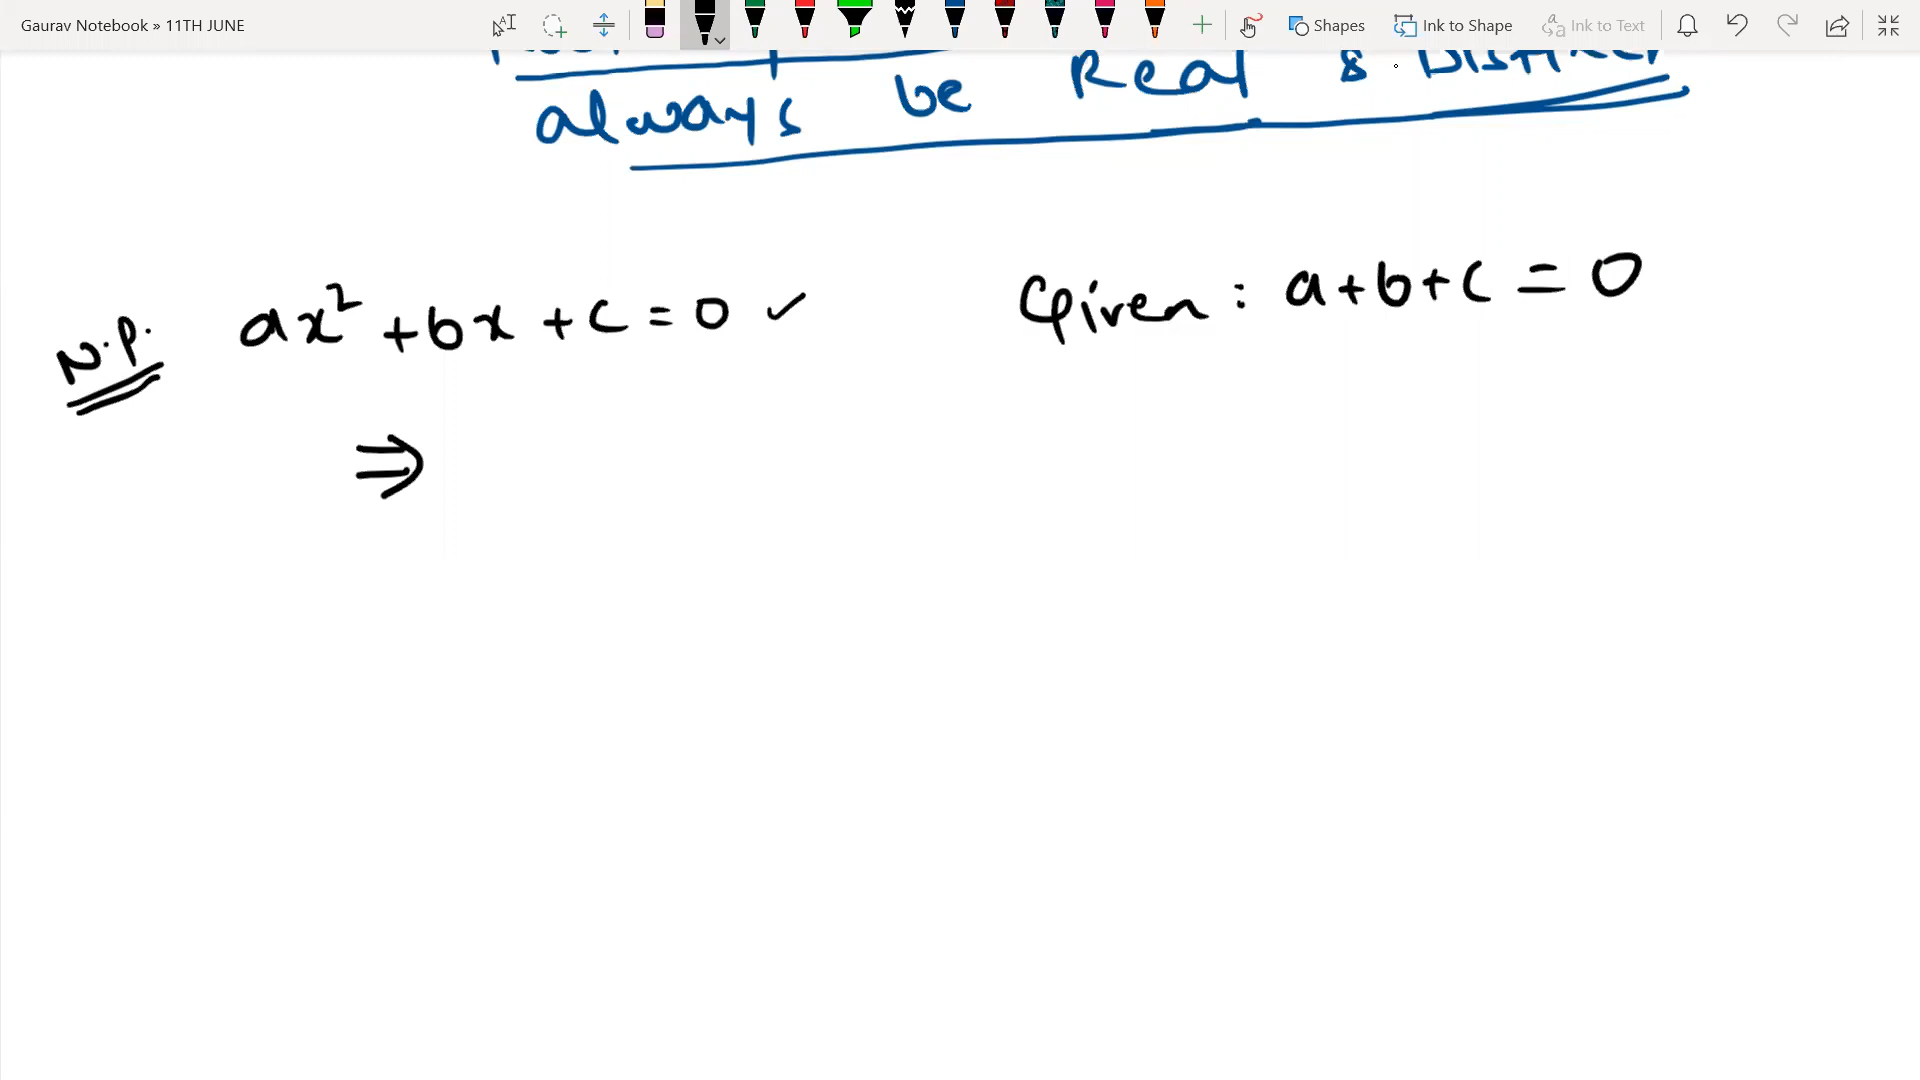 Gaurav Notebook » 11TH JUNE
Shapes
Ink to Shape
Ink to Text
always be Real & Distinct
N.P. ax² + bx + c = 0 ✓
Given : a+b+c = 0
⇒